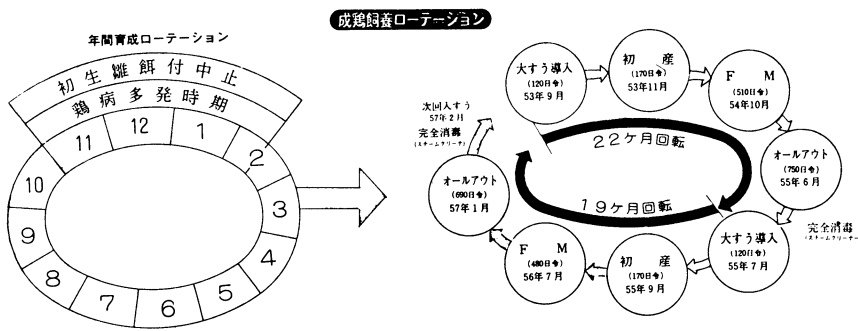 成鶏飼養ローテーション
年間育成ローテーション
初生雛餌付中止
鶏病多発時期
11
12
1
2
3
4
5
6
7
8
9
10
大すう導入
(120日令)
53年9月
初産
(170日令)
53年11月
F M
(510日令)
54年10月
オールアウト
(750日令)
55年6月
完全消毒
(スチームクリーナー)
大すう導入
(120日令)
55年7月
初産
(170日令)
55年9月
F M
(480日令)
56年7月
オールアウト
(690日令)
57年1月
次回入すう
57年2月
完全消毒
(スチームクリーナ)
22ケ月回転
19ケ月回転